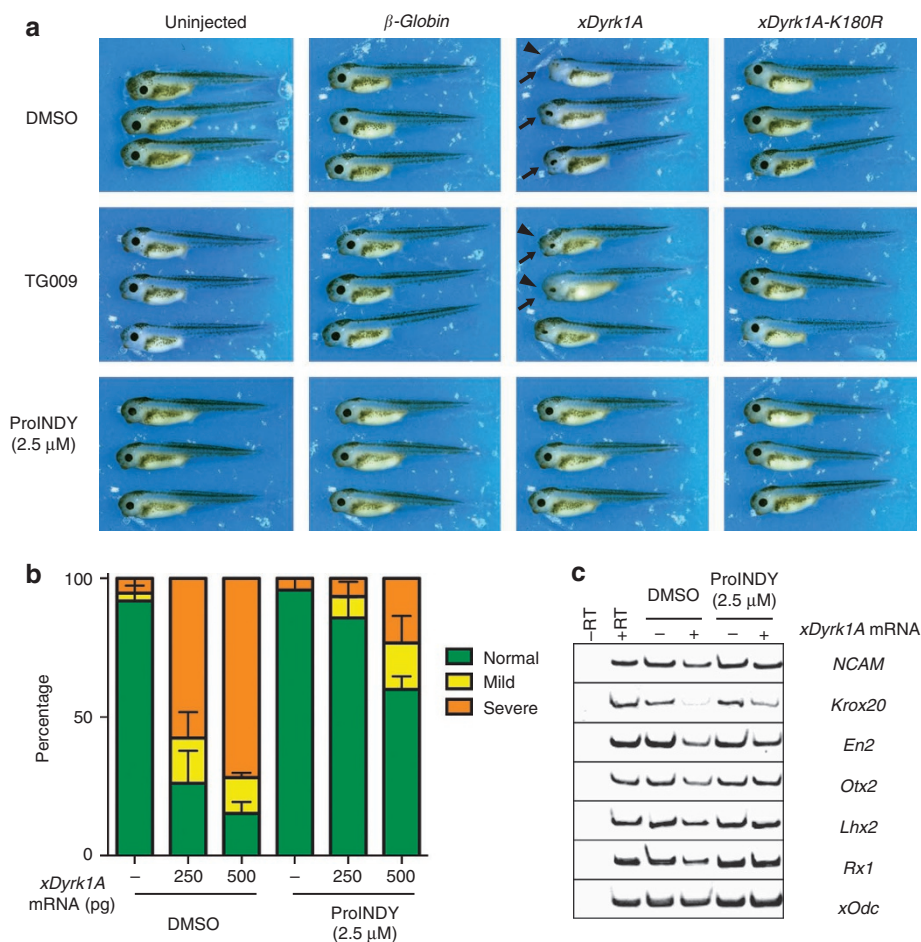 a
Uninjected β-Globin xDyrk1A xDyrk1A-K180R
DMSO
TG009
ProINDY
(2.5 μM)
b
100
50
0
Percentage
Normal
Mild
Severe
xDyrk1A
mRNA (pg)
– 250 500 – 250 500
DMSO ProINDY
(2.5 μM)
c
–RT
+RT
DMSO
ProINDY
(2.5 μM)
– + – + xDyrk1A mRNA
NCAM
Krox20
En2
Otx2
Lhx2
Rx1
xOdc